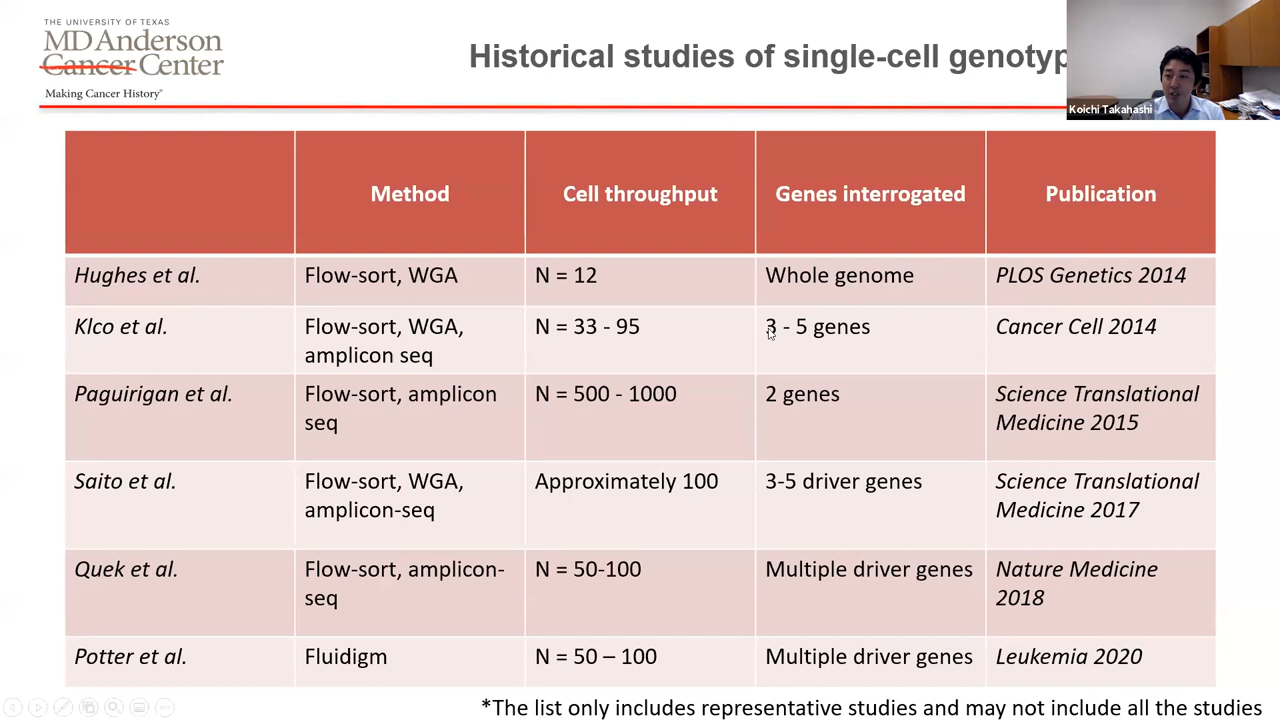 THE UNIVERSITY OF TEXAS
MD Anderson
Cancer Center
Making Cancer History®
Historical studies of single-cell genotyp
Koichi Takahashi
Method
Cell throughput
Genes interrogated
Publication
Hughes et al.
Flow-sort, WGA
N = 12
Whole genome
PLOS Genetics 2014
Klco et al.
Flow-sort, WGA,
amplicon seq
N = 33 - 95
3 - 5 genes
Cancer Cell 2014
Paguirigan et al.
Flow-sort, amplicon
seq
N = 500 - 1000
2 genes
Science Translational
Medicine 2015
Saito et al.
Flow-sort, WGA,
amplicon-seq
Approximately 100
3-5 driver genes
Science Translational
Medicine 2017
Quek et al.
Flow-sort, amplicon-
seq
N = 50-100
Multiple driver genes
Nature Medicine
2018
Potter et al.
Fluidigm
N = 50 – 100
Multiple driver genes
Leukemia 2020
*The list only includes representative studies and may not include all the studies